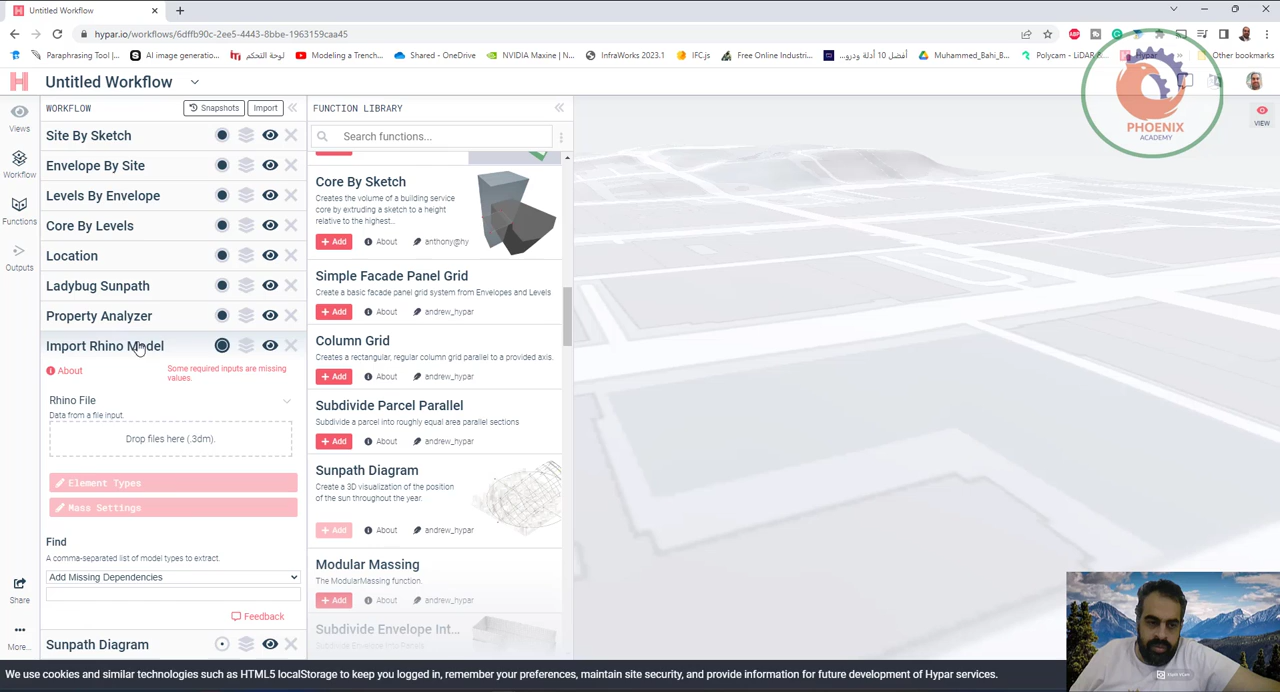 Untitled Workflow
hypar.io/workflows/6dffb90c-2ee5-4443-8bbe-1963159caa45
Paraphrasing Tool |...
AI image generatio...
لوحة التحكم
Modeling a Trench...
Shared - OneDrive
NVIDIA Maxine | N...
InfraWorks 2023.1
IFC.js
Free Online Industri...
أفضل 10 أدلة ودرو...
Muhammed_Bahi_8...
Polycam - LiDAR
Hypar
Other bookmarks
Untitled Workflow
PHOENIX
ACADEMY
VIEW
Views
Workflow
Functions
Outputs
Share
More...
WORKFLOW
Snapshots
Import
Site By Sketch
Envelope By Site
Levels By Envelope
Core By Levels
Location
Ladybug Sunpath
Property Analyzer
Import Rhino Model
About
Some required inputs are missing
values.
Rhino File
Data from a file input.
Drop files here (.3dm).
Element Types
Mass Settings
Find
A comma-separated list of model types to extract.
Add Missing Dependencies
Feedback
Sunpath Diagram
FUNCTION LIBRARY
Search functions...
Core By Sketch
Creates the volume of a building service
core by extruding a sketch to a height
relative to the highest...
+ Add About anthony@hy
Simple Facade Panel Grid
Create a basic facade panel grid system from Envelopes and Levels
+ Add About andrew_hypar
Column Grid
Creates a rectangular, regular column grid parallel to a provided axis.
+ Add About andrew_hypar
Subdivide Parcel Parallel
Subdivide a parcel into roughly equal area parallel sections
+ Add About andrew_hypar
Sunpath Diagram
Create a 3D visualization of the position
of the sun throughout the year.
+ Add About andrew_hypar
Modular Massing
The ModularMassing function.
+ Add About andrew_hypar
Subdivide Envelope Int...
We use cookies and similar technologies such as HTML5 localStorage to keep you logged in, remember your preferences, maintain site security, and provide information for future development of Hypar services.